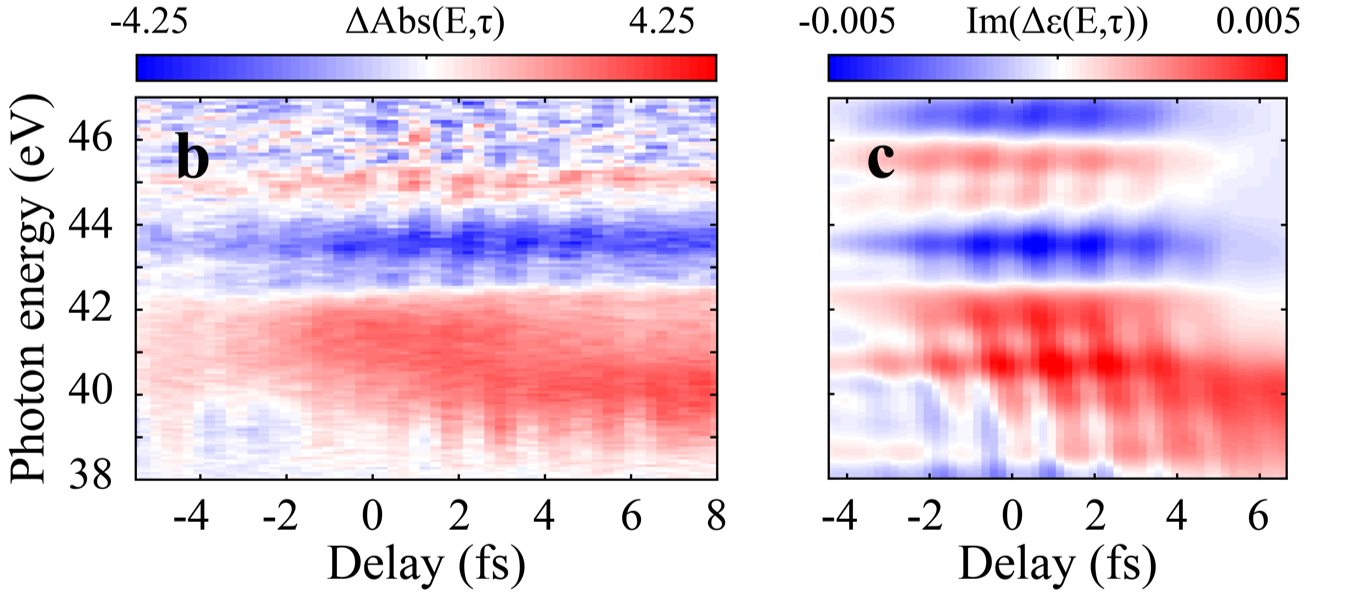 -4.25 ΔAbs(E,τ) 4.25
-0.005 Im(Δε(E,τ)) 0.005
Photon energy (eV)
46
44
42
40
38
b
-4 -2 0 2 4 6 8
Delay (fs)
c
-4 -2 0 2 4 6
Delay (fs)